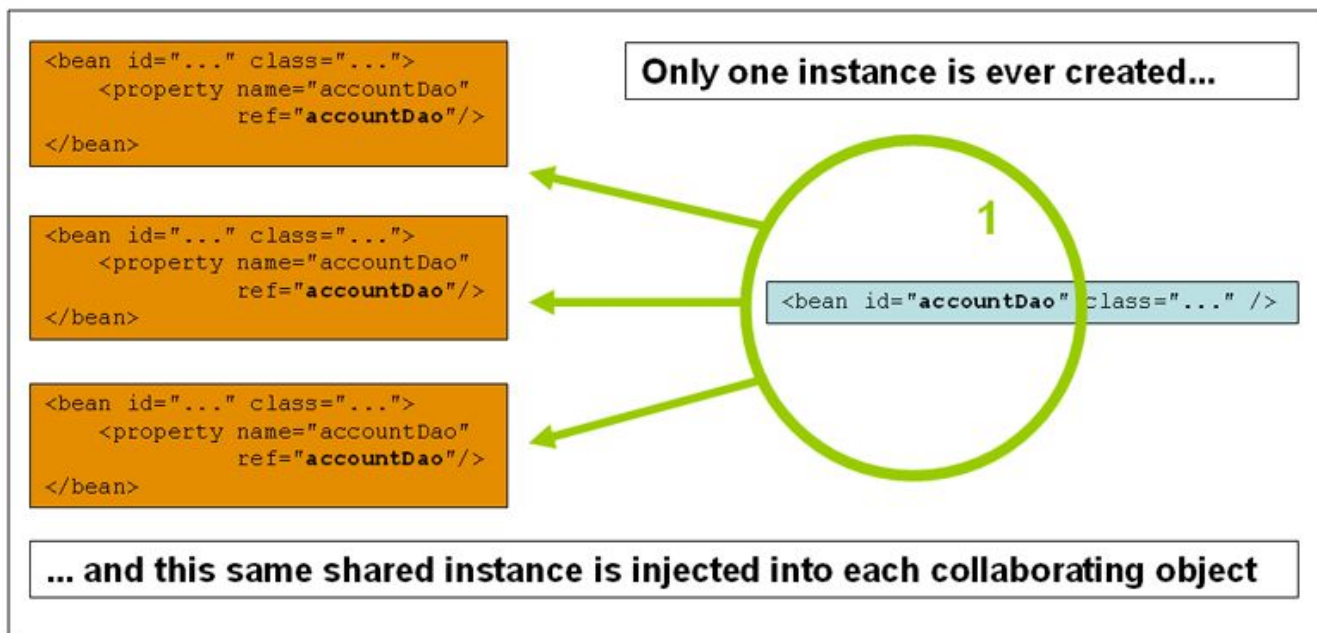 <bean id="..." class="...">
    <property name="accountDao"
              ref="accountDao"/>
</bean>
Only one instance is ever created...
<bean id="..." class="...">
    <property name="accountDao"
              ref="accountDao"/>
</bean>
1
<bean id="accountDao" class="..." />
<bean id="..." class="...">
    <property name="accountDao"
              ref="accountDao"/>
</bean>
... and this same shared instance is injected into each collaborating object